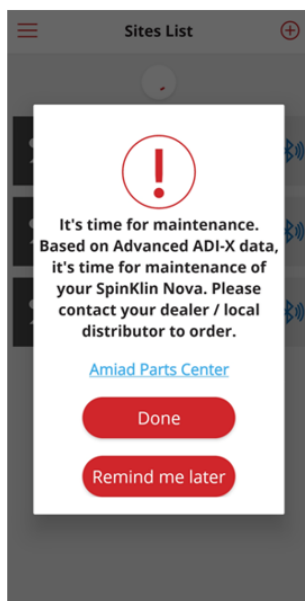 Sites List
!
It's time for maintenance.
Based on Advanced ADI-X data,
it's time for maintenance of
your SpinKlin Nova. Please
contact your dealer / local
distributor to order.
Amiad Parts Center
Done
Remind me later